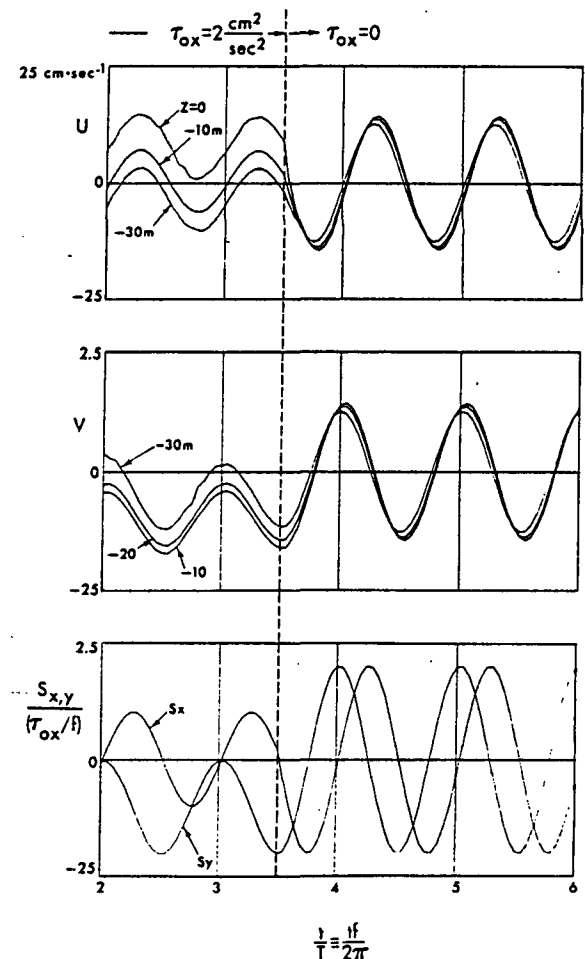 τox=2 cm²/sec² → τox=0
25 cm·sec⁻¹
U
Z=0
-10m
0
-30m
-25
2.5
V
-30m
0
-20
-10
-25
2.5
Sx,y
(τox/f)
Sx
0
Sy
-25
2 3 4 5 6
t/T ≡ tf/2π